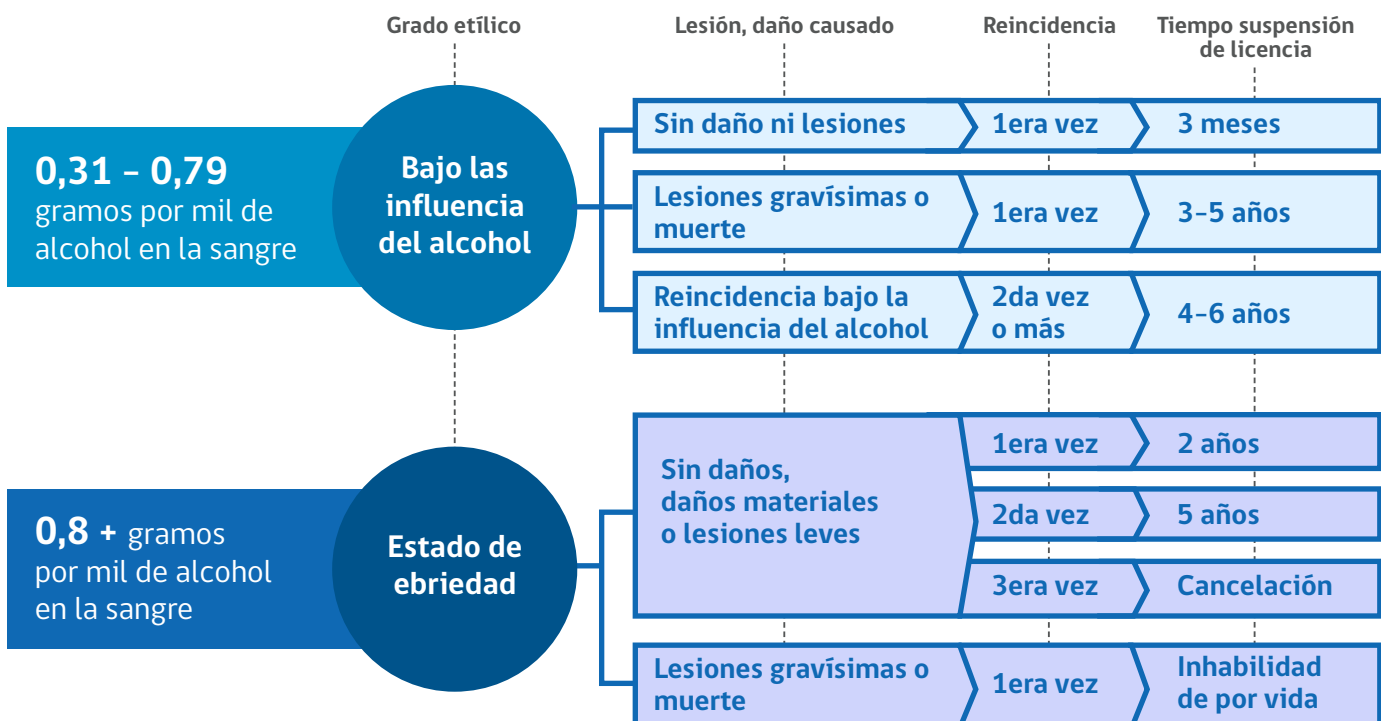 Grado etílico
Lesión, daño causado
Reincidencia
Tiempo suspensión
de licencia
0,31 – 0,79
gramos por mil de
alcohol en la sangre
Bajo las
influencia
del alcohol
Sin daño ni lesiones
1era vez
3 meses
Lesiones gravísimas o
muerte
1era vez
3–5 años
Reincidencia bajo la
influencia del alcohol
2da vez
o más
4–6 años
0,8 + gramos
por mil de alcohol
en la sangre
Estado de
ebriedad
Sin daños,
daños materiales
o lesiones leves
1era vez
2 años
2da vez
5 años
3era vez
Cancelación
Lesiones gravísimas o
muerte
1era vez
Inhabilidad
de por vida